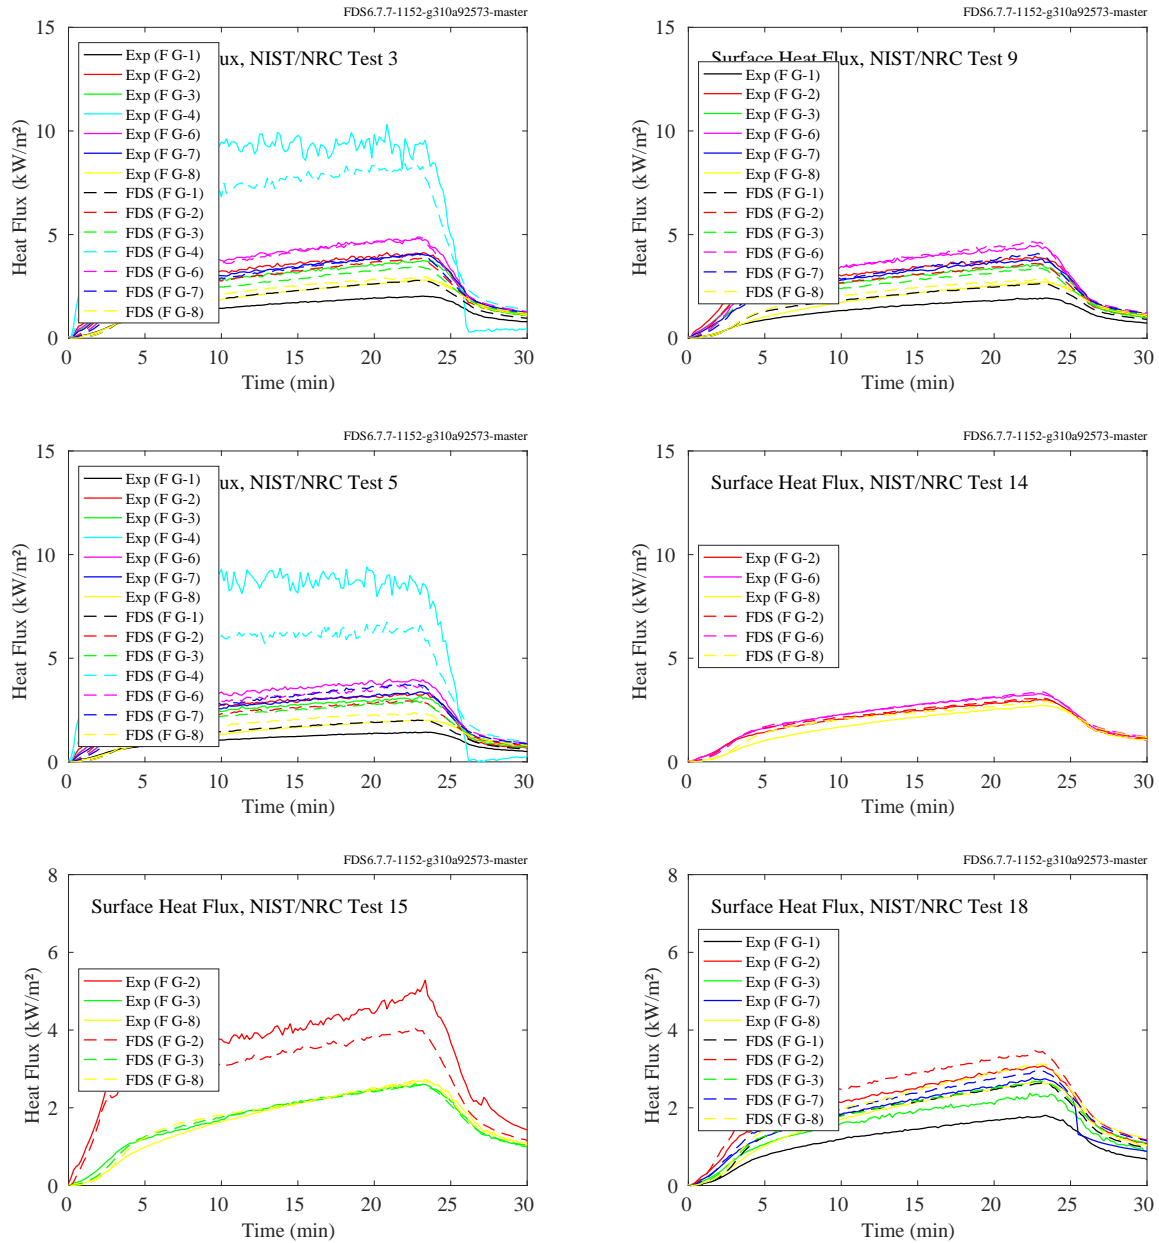 FDS6.7.7-1152-g310a92573-master
ux, NIST/NRC Test 3
Exp (F G-1)
Exp (F G-2)
Exp (F G-3)
Exp (F G-4)
Exp (F G-6)
Exp (F G-7)
Exp (F G-8)
FDS (F G-1)
FDS (F G-2)
FDS (F G-3)
FDS (F G-4)
FDS (F G-6)
FDS (F G-7)
FDS (F G-8)
Heat Flux (kW/m²)
15
10
5
0
0 5 10 15 20 25 30
Time (min)
FDS6.7.7-1152-g310a92573-master
Surface Heat Flux, NIST/NRC Test 9
Exp (F G-1)
Exp (F G-2)
Exp (F G-3)
Exp (F G-6)
Exp (F G-7)
Exp (F G-8)
FDS (F G-1)
FDS (F G-2)
FDS (F G-3)
FDS (F G-6)
FDS (F G-7)
FDS (F G-8)
Heat Flux (kW/m²)
15
10
5
0
0 5 10 15 20 25 30
Time (min)
FDS6.7.7-1152-g310a92573-master
ux, NIST/NRC Test 5
Exp (F G-1)
Exp (F G-2)
Exp (F G-3)
Exp (F G-4)
Exp (F G-6)
Exp (F G-7)
Exp (F G-8)
FDS (F G-1)
FDS (F G-2)
FDS (F G-3)
FDS (F G-4)
FDS (F G-6)
FDS (F G-7)
FDS (F G-8)
Heat Flux (kW/m²)
15
10
5
0
0 5 10 15 20 25 30
Time (min)
FDS6.7.7-1152-g310a92573-master
Surface Heat Flux, NIST/NRC Test 14
Exp (F G-2)
Exp (F G-6)
Exp (F G-8)
FDS (F G-2)
FDS (F G-6)
FDS (F G-8)
Heat Flux (kW/m²)
15
10
5
0
0 5 10 15 20 25 30
Time (min)
FDS6.7.7-1152-g310a92573-master
Surface Heat Flux, NIST/NRC Test 15
Exp (F G-2)
Exp (F G-3)
Exp (F G-8)
FDS (F G-2)
FDS (F G-3)
FDS (F G-8)
Heat Flux (kW/m²)
8
6
4
2
0
0 5 10 15 20 25 30
Time (min)
FDS6.7.7-1152-g310a92573-master
Surface Heat Flux, NIST/NRC Test 18
Exp (F G-1)
Exp (F G-2)
Exp (F G-3)
Exp (F G-7)
Exp (F G-8)
FDS (F G-1)
FDS (F G-2)
FDS (F G-3)
FDS (F G-7)
FDS (F G-8)
Heat Flux (kW/m²)
8
6
4
2
0
0 5 10 15 20 25 30
Time (min)